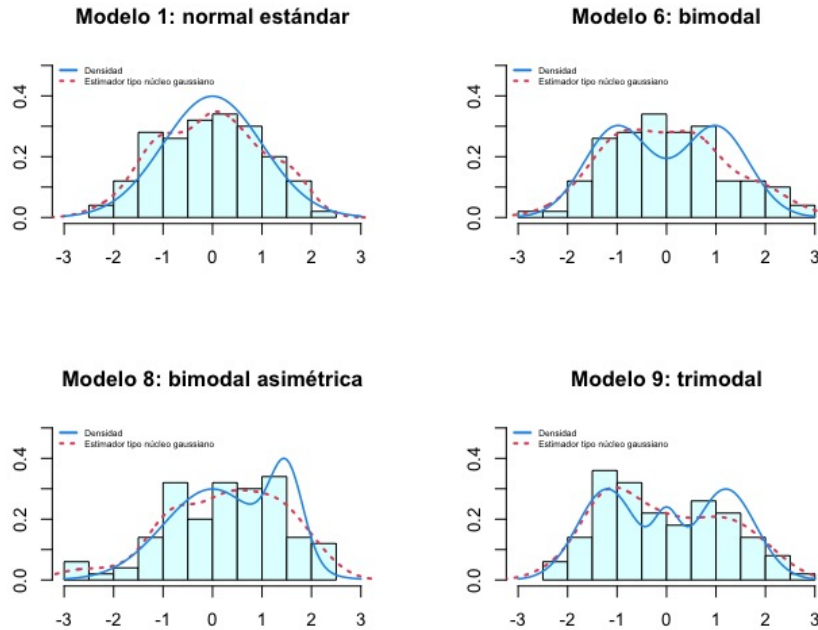 Modelo 1: normal estándar
Densidad
Estimador tipo núcleo gaussiano
0.0 0.2 0.4
-3 -2 -1 0 1 2 3
Modelo 6: bimodal
Densidad
Estimador tipo núcleo gaussiano
0.0 0.2 0.4
-3 -2 -1 0 1 2 3
Modelo 8: bimodal asimétrica
Densidad
Estimador tipo núcleo gaussiano
0.0 0.2 0.4
-3 -2 -1 0 1 2 3
Modelo 9: trimodal
Densidad
Estimador tipo núcleo gaussiano
0.0 0.2 0.4
-3 -2 -1 0 1 2 3